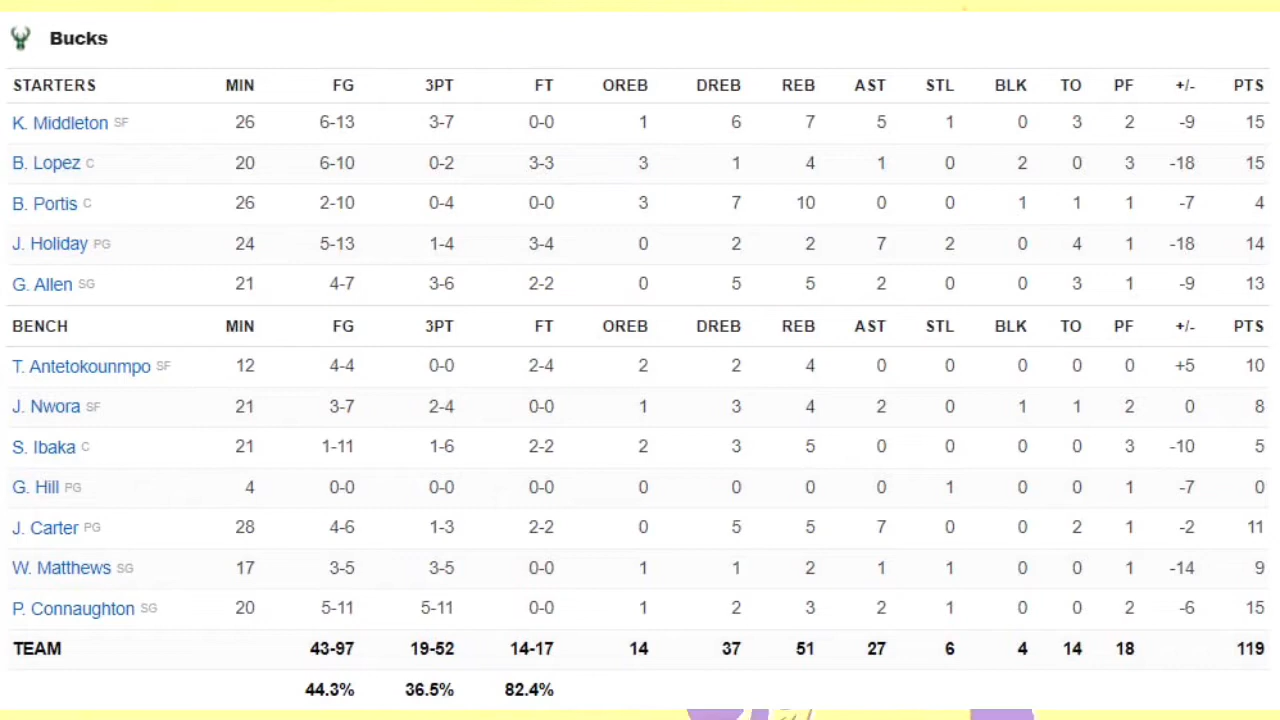 Bucks
STARTERS MIN FG 3PT FT OREB DREB REB AST STL BLK TO PF +/- PTS
K. Middleton SF 26 6-13 3-7 0-0 1 6 7 5 1 0 3 2 -9 15
B. Lopez C 20 6-10 0-2 3-3 3 1 4 1 0 2 0 3 -18 15
B. Portis C 26 2-10 0-4 0-0 3 7 10 0 0 1 1 1 -7 4
J. Holiday PG 24 5-13 1-4 3-4 0 2 2 7 2 0 4 1 -18 14
G. Allen SG 21 4-7 3-6 2-2 0 5 5 2 0 0 3 1 -9 13
BENCH MIN FG 3PT FT OREB DREB REB AST STL BLK TO PF +/- PTS
T. Antetokounmpo SF 12 4-4 0-0 2-4 2 2 4 0 0 0 0 0 +5 10
J. Nwora SF 21 3-7 2-4 0-0 1 3 4 2 0 1 1 2 0 8
S. Ibaka C 21 1-11 1-6 2-2 2 3 5 0 0 0 0 3 -10 5
G. Hill PG 4 0-0 0-0 0-0 0 0 0 0 1 0 0 1 -7 0
J. Carter PG 28 4-6 1-3 2-2 0 5 5 7 0 0 2 1 -2 11
W. Matthews SG 17 3-5 3-5 0-0 1 1 2 1 1 0 0 1 -14 9
P. Connaughton SG 20 5-11 5-11 0-0 1 2 3 2 1 0 0 2 -6 15
TEAM 43-97 19-52 14-17 14 37 51 27 6 4 14 18 119
44.3% 36.5% 82.4%